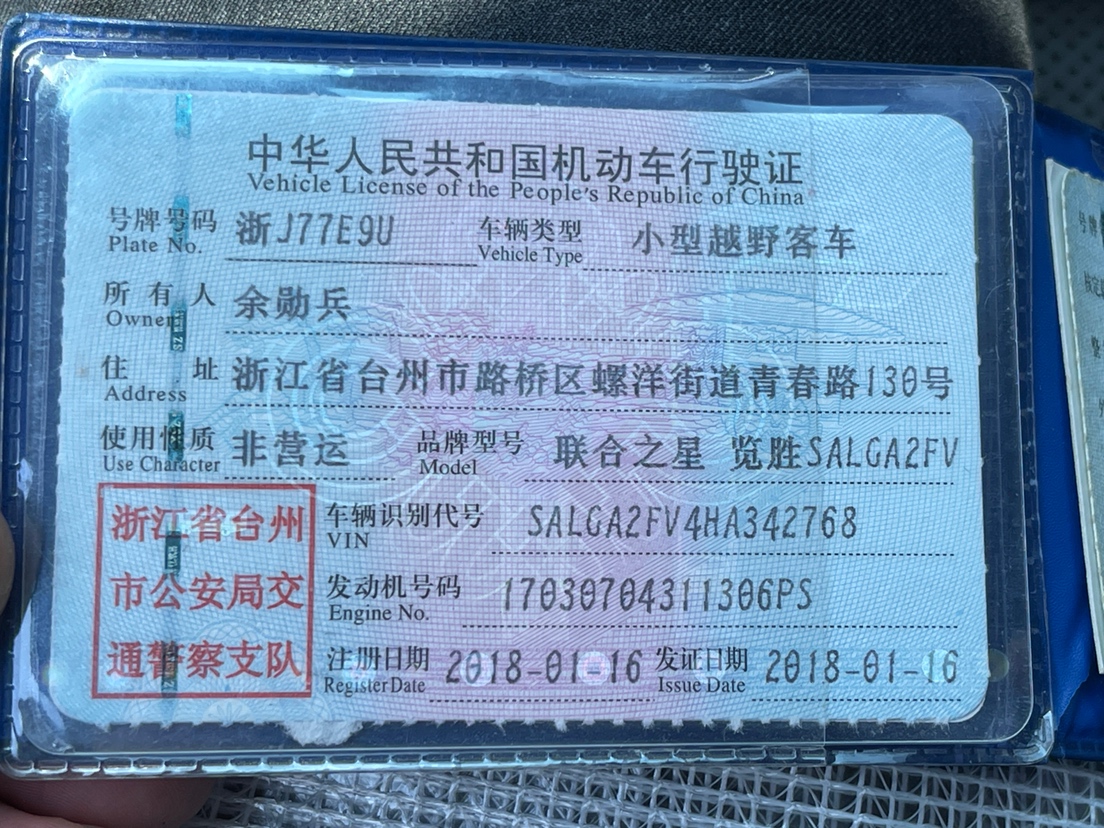 中华人民共和国机动车行驶证
Vehicle License of the People's Republic of China
号牌号码 浙J77E9U 车辆类型 小型越野客车
Plate No. Vehicle Type
所有人 余勋兵
Owner
住址 浙江省台州市路桥区螺洋街道青春路130号
Address
使用性质 非营运 品牌型号 联合之星 览胜SALGA2FV
Use Character Model
浙江省台州
市公安局交
通警察支队
车辆识别代号 SALGA2FV4HA342768
VIN
发动机号码 17030704311306PS
Engine No.
注册日期 2018-01-16 发证日期 2018-01-16
Register Date Issue Date
号牌